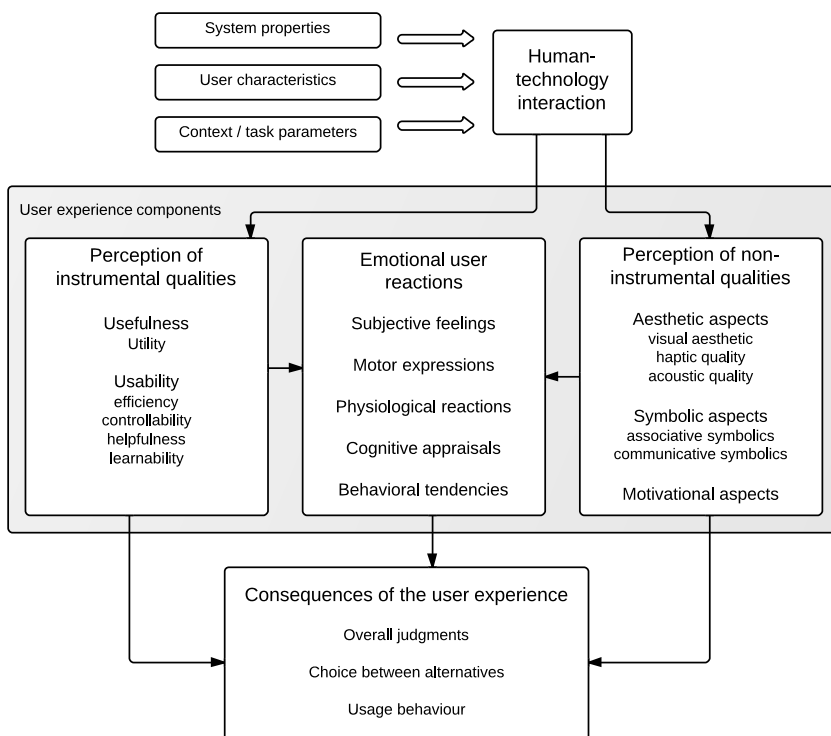 System properties
User characteristics
Context / task parameters
Human-
technology
interaction
User experience components
Perception of
instrumental qualities
Usefulness
Utility
Usability
efficiency
controllability
helpfulness
learnability
Emotional user
reactions
Subjective feelings
Motor expressions
Physiological reactions
Cognitive appraisals
Behavioral tendencies
Perception of non-
instrumental qualities
Aesthetic aspects
visual aesthetic
haptic quality
acoustic quality
Symbolic aspects
associative symbolics
communicative symbolics
Motivational aspects
Consequences of the user experience
Overall judgments
Choice between alternatives
Usage behaviour